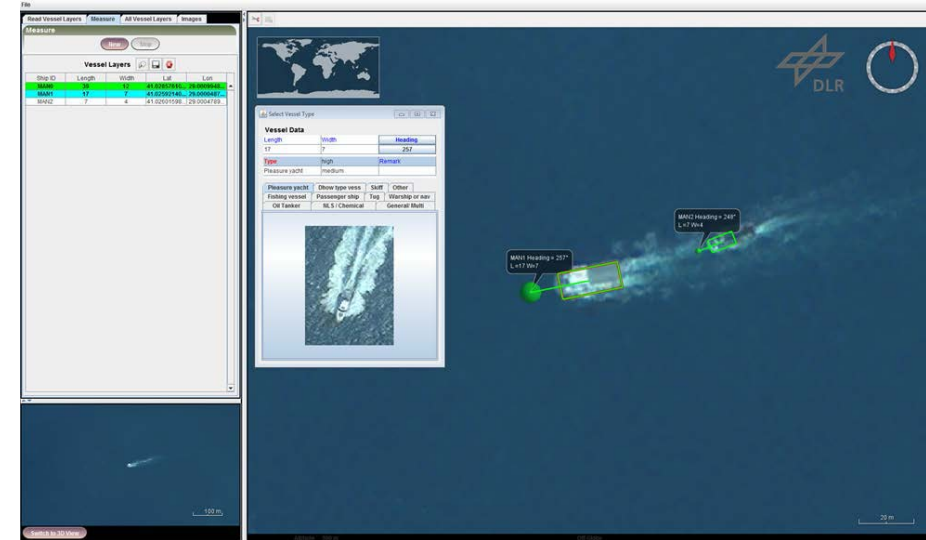 File
Read Vessel Layers Measure All Vessel Layers Images
Measure
New Stop
Vessel Layers
Ship ID Length Width Lat Lon
MAN0 30 12
MAN1 17 7
MAN2 7 4
Select Vessel Type
Vessel Data
Length Width Heading
17 7 257
Type high Remark
Pleasure yacht medium
Pleasure yacht Dhow type vess Skiff Other
Fishing vessel Passenger ship Tug Warship or nav
Oil Tanker NLS / Chemical General/ Multi
DLR
MAN2 Heading = 248°
L =7 W=4
MAN1 Heading = 257°
L =17 W=7
100 m
Switch to 3D View
20 m